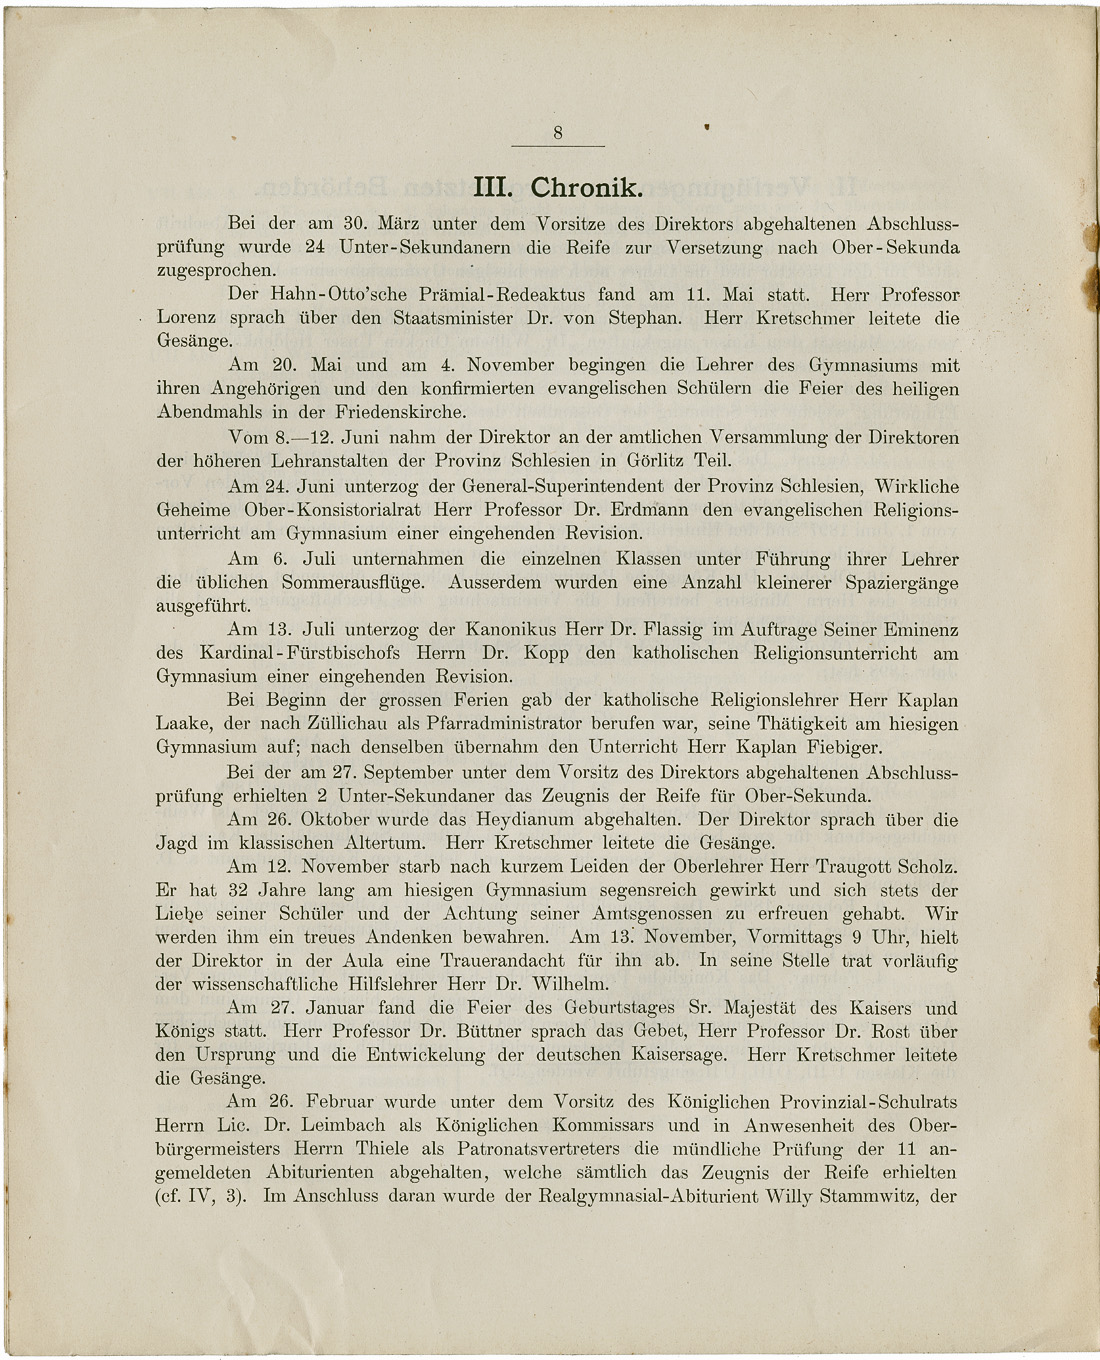 8
III. Chronik.
Bei der am 30. März unter dem Vorsitze des Direktors abgehaltenen Abschluss-
prüfung wurde 24 Unter-Sekundanern die Reife zur Versetzung nach Ober-Sekunda
zugesprochen.
Der Hahn-Otto'sche Prämial-Redeaktus fand am 11. Mai statt. Herr Professor
Lorenz sprach über den Staatsminister Dr. von Stephan. Herr Kretschmer leitete die
Gesänge.
Am 20. Mai und am 4. November begingen die Lehrer des Gymnasiums mit
ihren Angehörigen und den konfirmierten evangelischen Schülern die Feier des heiligen
Abendmahls in der Friedenskirche.
Vom 8.—12. Juni nahm der Direktor an der amtlichen Versammlung der Direktoren
der höheren Lehranstalten der Provinz Schlesien in Görlitz Teil.
Am 24. Juni unterzog der General-Superintendent der Provinz Schlesien, Wirkliche
Geheime Ober-Konsistorialrat Herr Professor Dr. Erdmann den evangelischen Religions-
unterricht am Gymnasium einer eingehenden Revision.
Am 6. Juli unternahmen die einzelnen Klassen unter Führung ihrer Lehrer
die üblichen Sommerausflüge. Ausserdem wurden eine Anzahl kleinerer Spaziergänge
ausgeführt.
Am 13. Juli unterzog der Kanonikus Herr Dr. Flassig im Auftrage Seiner Eminenz
des Kardinal-Fürstbischofs Herrn Dr. Kopp den katholischen Religionsunterricht am
Gymnasium einer eingehenden Revision.
Bei Beginn der grossen Ferien gab der katholische Religionslehrer Herr Kaplan
Laake, der nach Züllichau als Pfarradministrator berufen war, seine Thätigkeit am hiesigen
Gymnasium auf; nach denselben übernahm den Unterricht Herr Kaplan Fiebiger.
Bei der am 27. September unter dem Vorsitz des Direktors abgehaltenen Abschluss-
prüfung erhielten 2 Unter-Sekundaner das Zeugnis der Reife für Ober-Sekunda.
Am 26. Oktober wurde das Heydianum abgehalten. Der Direktor sprach über die
Jagd im klassischen Altertum. Herr Kretschmer leitete die Gesänge.
Am 12. November starb nach kurzem Leiden der Oberlehrer Herr Traugott Scholz.
Er hat 32 Jahre lang am hiesigen Gymnasium segensreich gewirkt und sich stets der
Liebe seiner Schüler und der Achtung seiner Amtsgenossen zu erfreuen gehabt. Wir
werden ihm ein treues Andenken bewahren. Am 13. November, Vormittags 9 Uhr, hielt
der Direktor in der Aula eine Trauerandacht für ihn ab. In seine Stelle trat vorläufig
der wissenschaftliche Hilfslehrer Herr Dr. Wilhelm.
Am 27. Januar fand die Feier des Geburtstages Sr. Majestät des Kaisers und
Königs statt. Herr Professor Dr. Büttner sprach das Gebet, Herr Professor Dr. Rost über
den Ursprung und die Entwickelung der deutschen Kaisersage. Herr Kretschmer leitete
die Gesänge.
Am 26. Februar wurde unter dem Vorsitz des Königlichen Provinzial-Schulrats
Herrn Lic. Dr. Leimbach als Königlichen Kommissars und in Anwesenheit des Ober-
bürgermeisters Herrn Thiele als Patronatsvertreters die mündliche Prüfung der 11 an-
gemeldeten Abiturienten abgehalten, welche sämtlich das Zeugnis der Reife erhielten
(cf. IV, 3). Im Anschluss daran wurde der Realgymnasial-Abiturient Willy Stammwitz, der